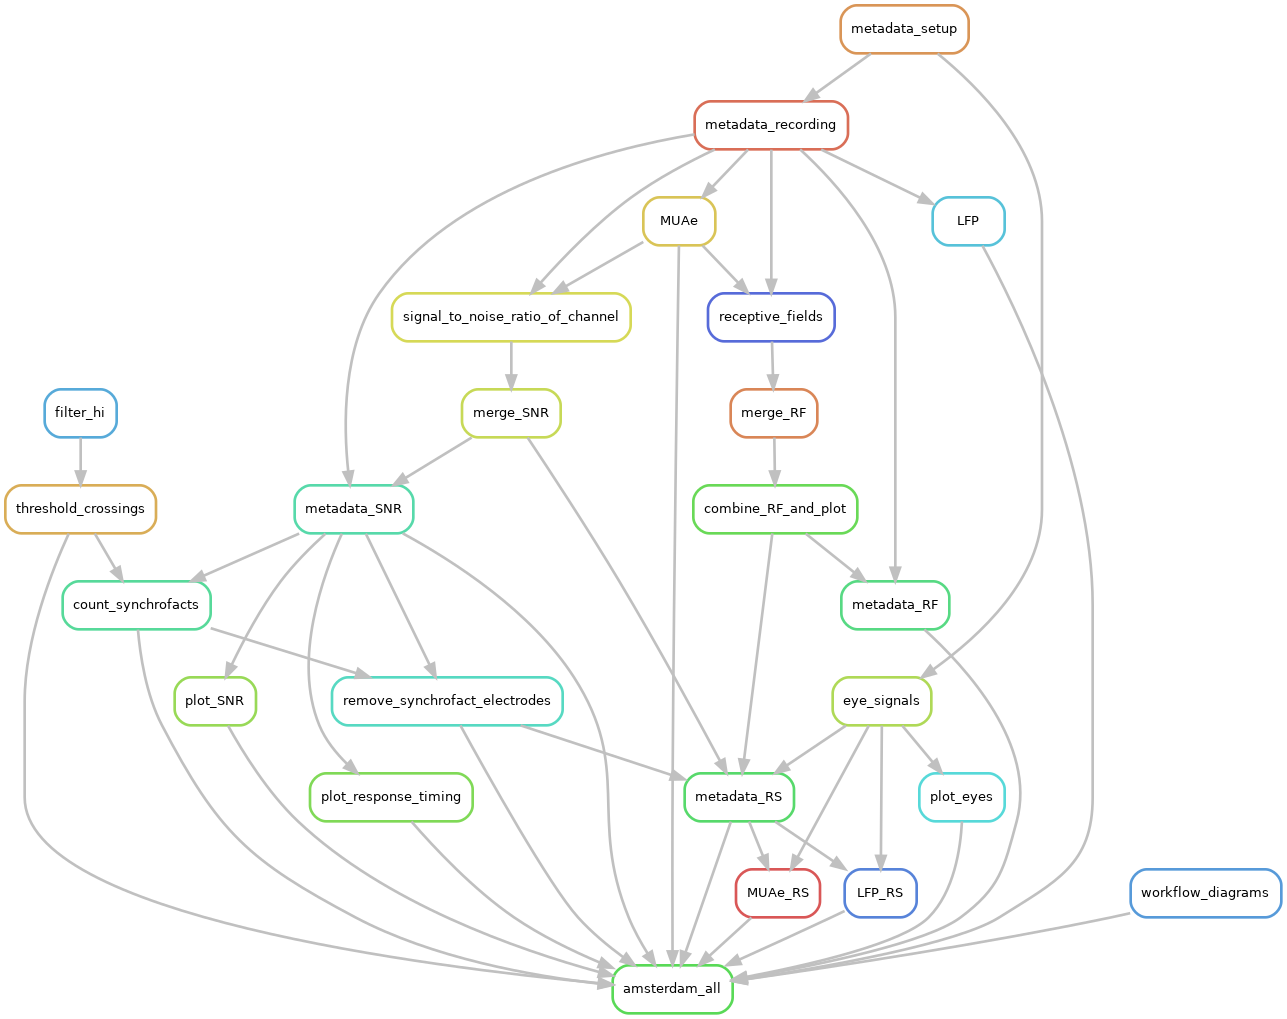 metadata_setup
metadata_recording
MUAe
LFP
signal_to_noise_ratio_of_channel
receptive_fields
filter_hi
merge_SNR
merge_RF
threshold_crossings
metadata_SNR
combine_RF_and_plot
count_synchrofacts
metadata_RF
plot_SNR
remove_synchrofact_electrodes
eye_signals
plot_response_timing
metadata_RS
plot_eyes
MUAe_RS
LFP_RS
workflow_diagrams
amsterdam_all